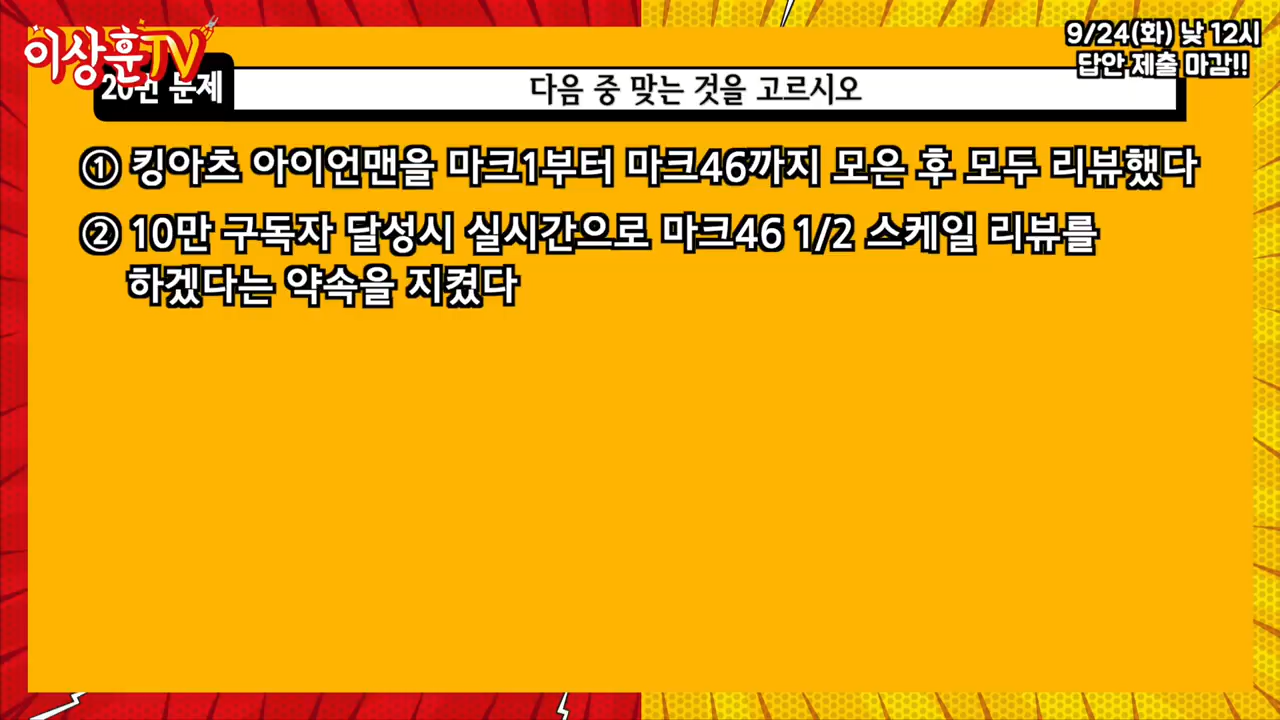 이상훈TV
9/24(화) 낮 12시
답안 제출 마감!!
20번 문제
다음 중 맞는 것을 고르시오
① 킹아츠 아이언맨을 마크1부터 마크46까지 모은 후 모두 리뷰했다
② 10만 구독자 달성시 실시간으로 마크46 1/2 스케일 리뷰를
하겠다는 약속을 지켰다